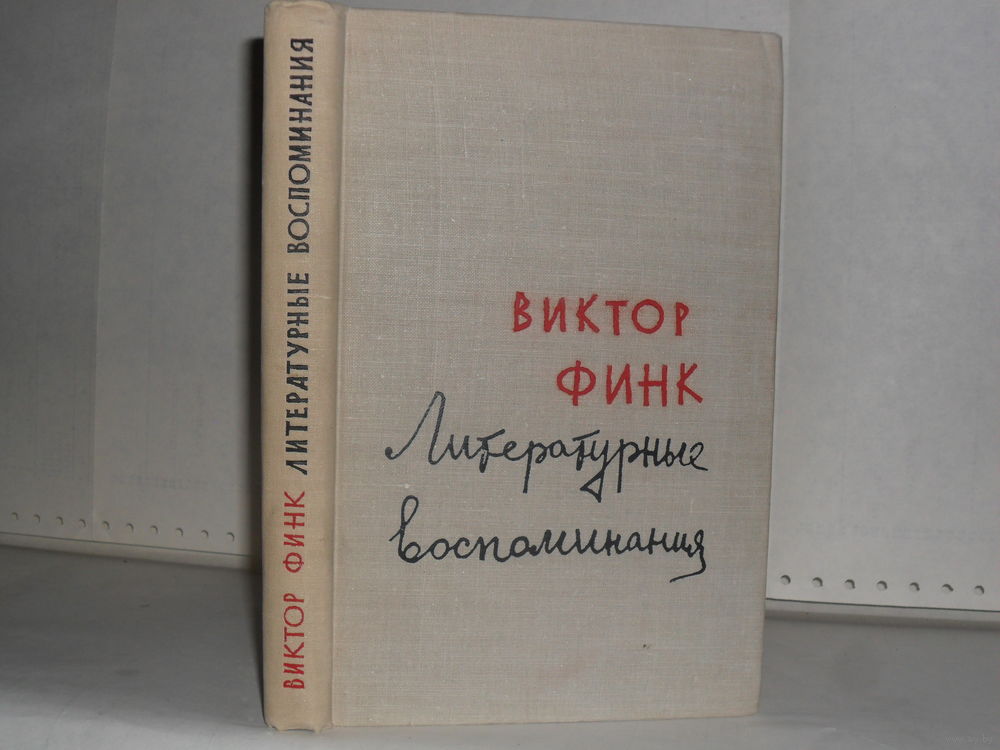 ВИКТОР ФИНК ЛИТЕРАТУРНЫЕ ВОСПОМИНАНИЯ
ВИКТОР
ФИНК
Литературные
воспоминания